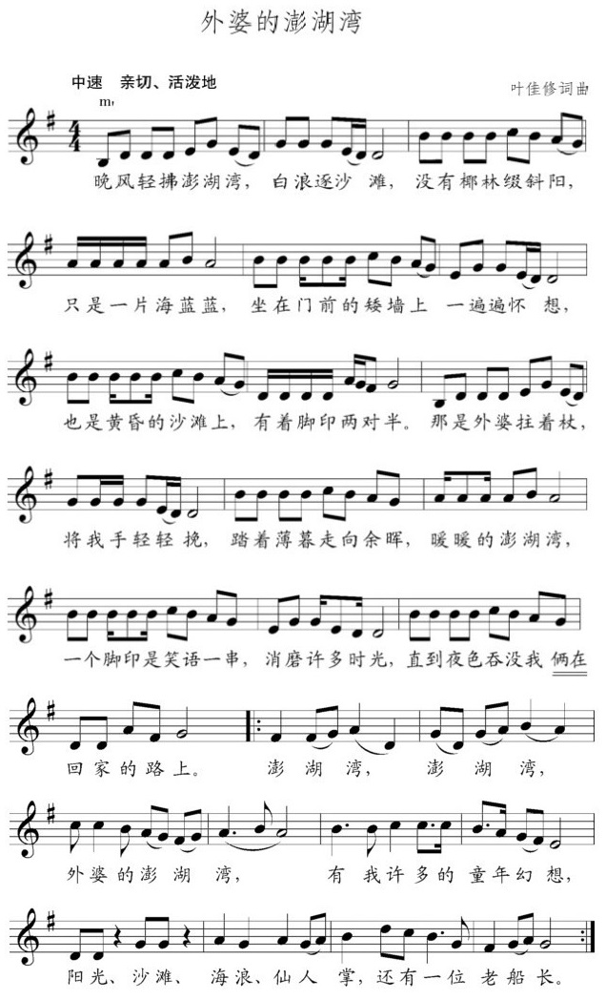 外婆的澎湖湾
中速 亲切、活泼地
叶佳修词曲
m
4
4
晚风轻拂澎湖湾，白浪逐沙滩，没有椰林缀斜阳，
只是一片海蓝蓝，坐在门前的矮墙上一遍遍怀想，
也是黄昏的沙滩上，有着脚印两对半。那是外婆拄着杖，
将我手轻轻挽，踏着薄暮走向余晖，暖暖的澎湖湾，
一个脚印是笑语一串，消磨许多时光，直到夜色吞没我俩在
回家的路上。澎湖湾，澎湖湾，
外婆的澎湖湾，有我许多的童年幻想，
阳光、沙滩、海浪、仙人掌，还有一位老船长。